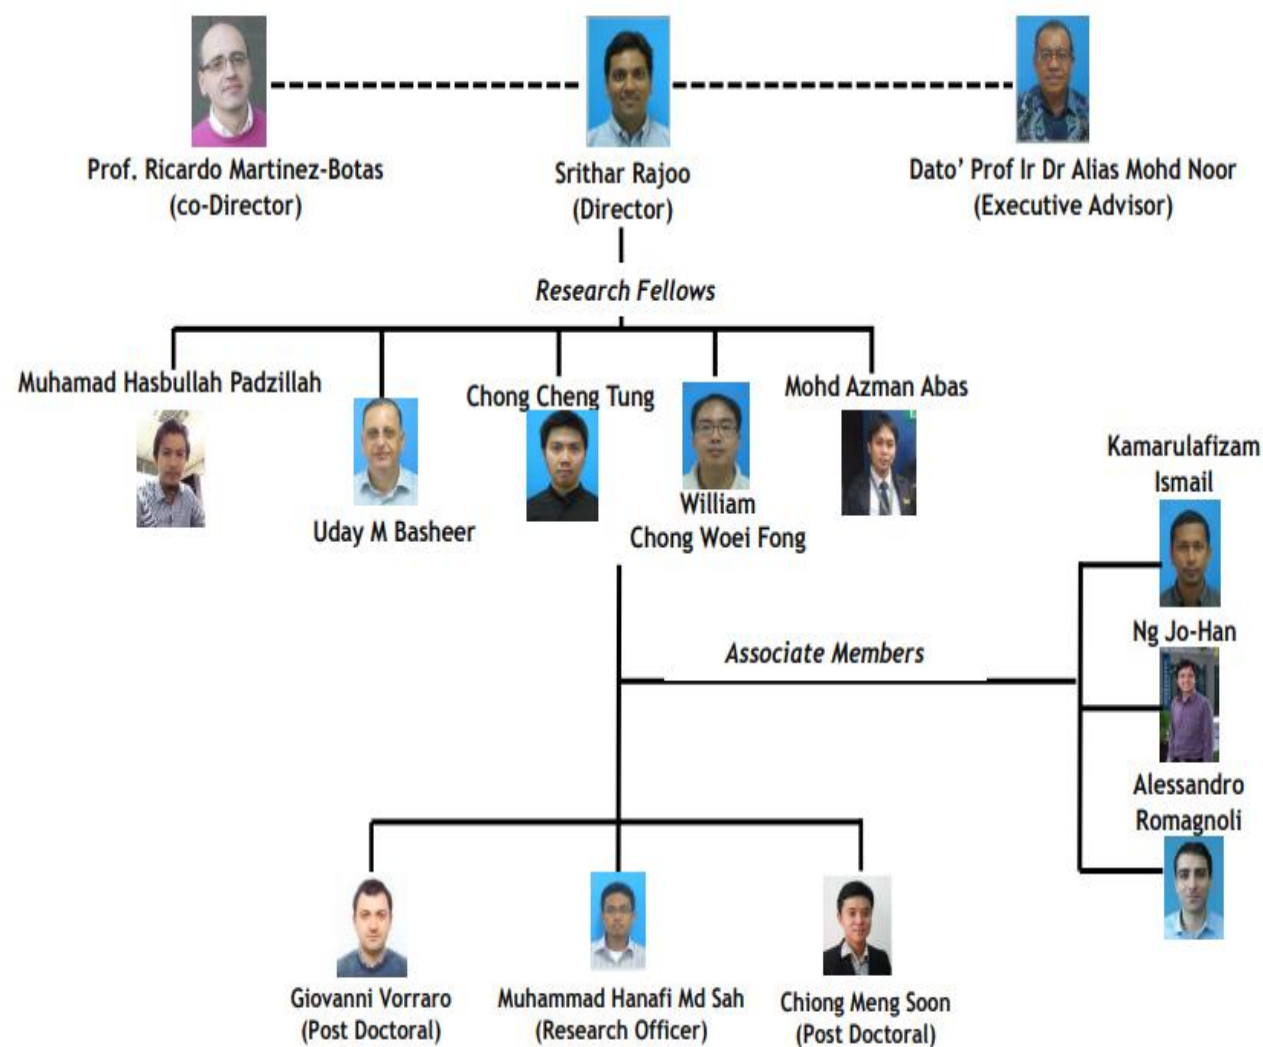 Prof. Ricardo Martinez-Botas
(co-Director)
Srithar Rajoo
(Director)
Dato' Prof Ir Dr Alias Mohd Noor
(Executive Advisor)
Research Fellows
Muhamad Hasbullah Padzillah
Uday M Basheer
Chong Cheng Tung
William
Chong Woei Fong
Mohd Azman Abas
Kamarulafizam
Ismail
Ng Jo-Han
Associate Members
Alessandro
Romagnoli
Giovanni Vorraro
(Post Doctoral)
Muhammad Hanafi Md Sah
(Research Officer)
Chiong Meng Soon
(Post Doctoral)